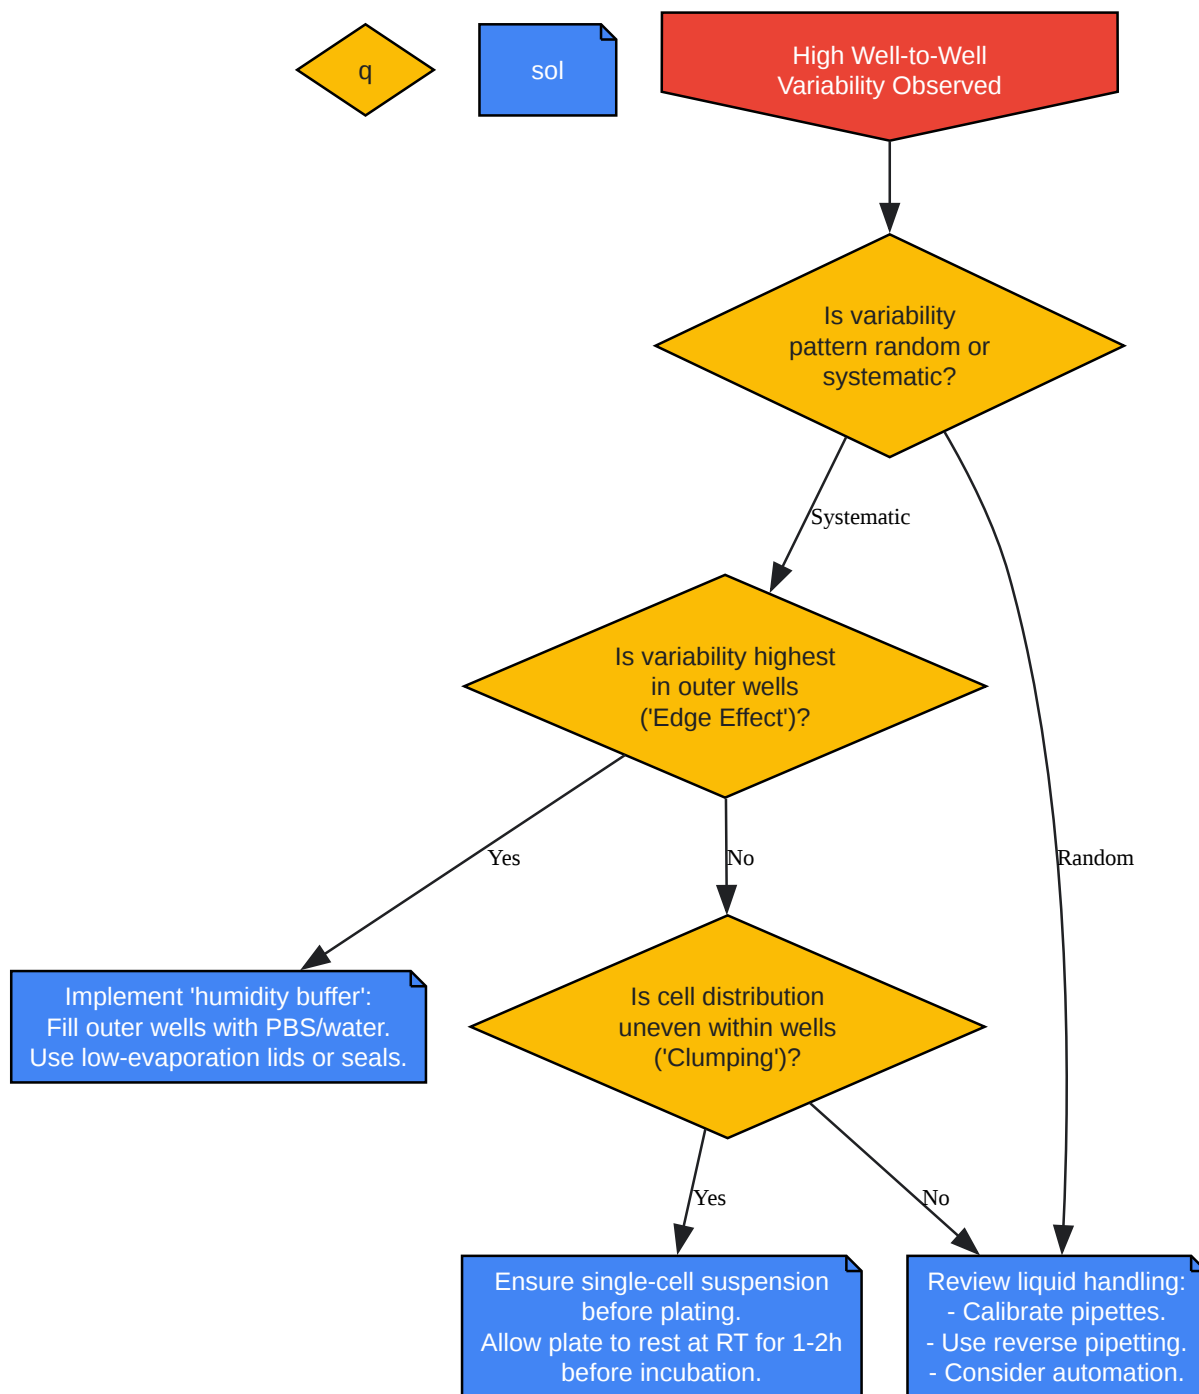 q
sol
High Well-to-Well
Variability Observed
Is variability
pattern random or
systematic?
Systematic
Is variability highest
in outer wells
('Edge Effect')?
Yes
No
Random
Implement 'humidity buffer':
Fill outer wells with PBS/water.
Use low-evaporation lids or seals.
Is cell distribution
uneven within wells
('Clumping')?
Yes
No
Ensure single-cell suspension
before plating.
Allow plate to rest at RT for 1-2h
before incubation.
Review liquid handling:
- Calibrate pipettes.
- Use reverse pipetting.
- Consider automation.